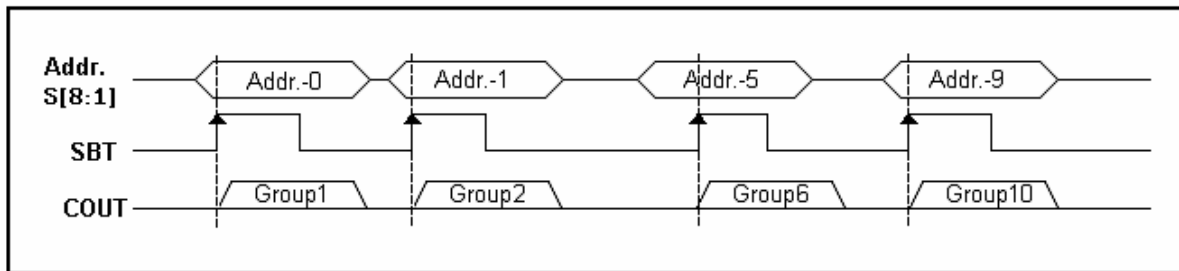 Addr.
S[8:1]
Addr.-0 Addr.-1 Addr.-5 Addr.-9
SBT
COUT
Group1 Group2 Group6 Group10